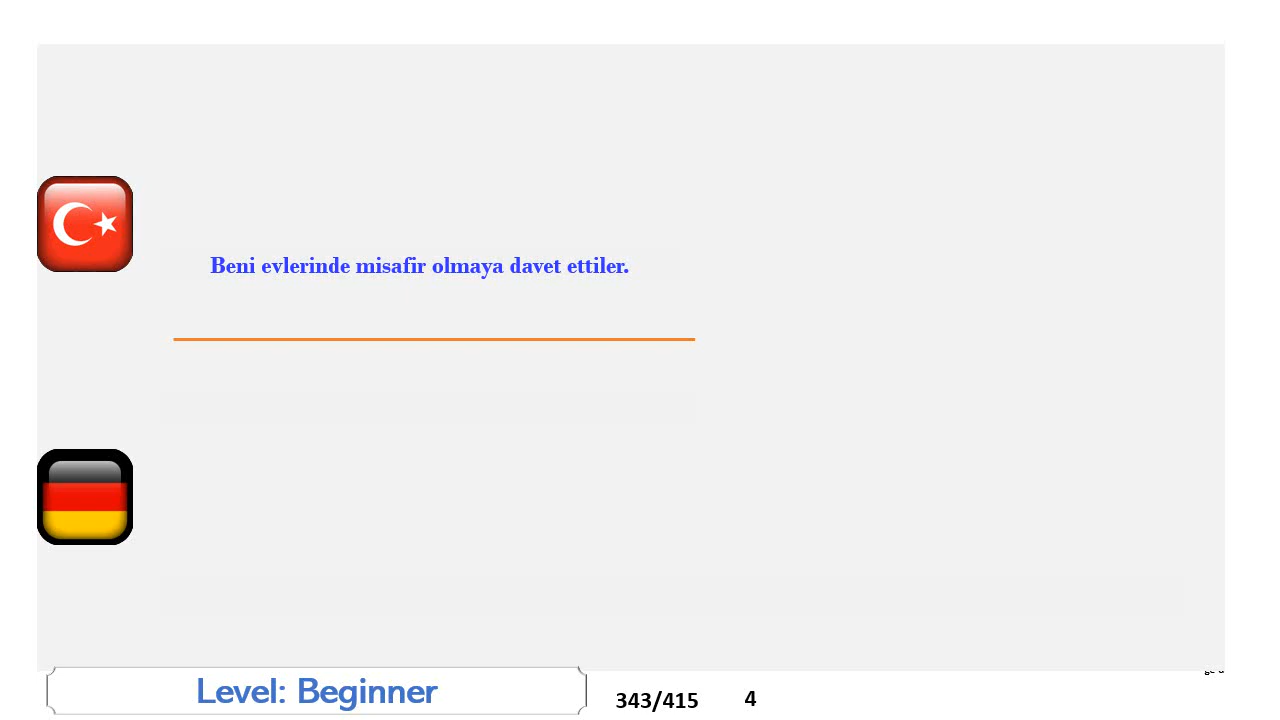 Beni evlerinde misafir olmaya davet ettiler.
Level: Beginner
343/415
4